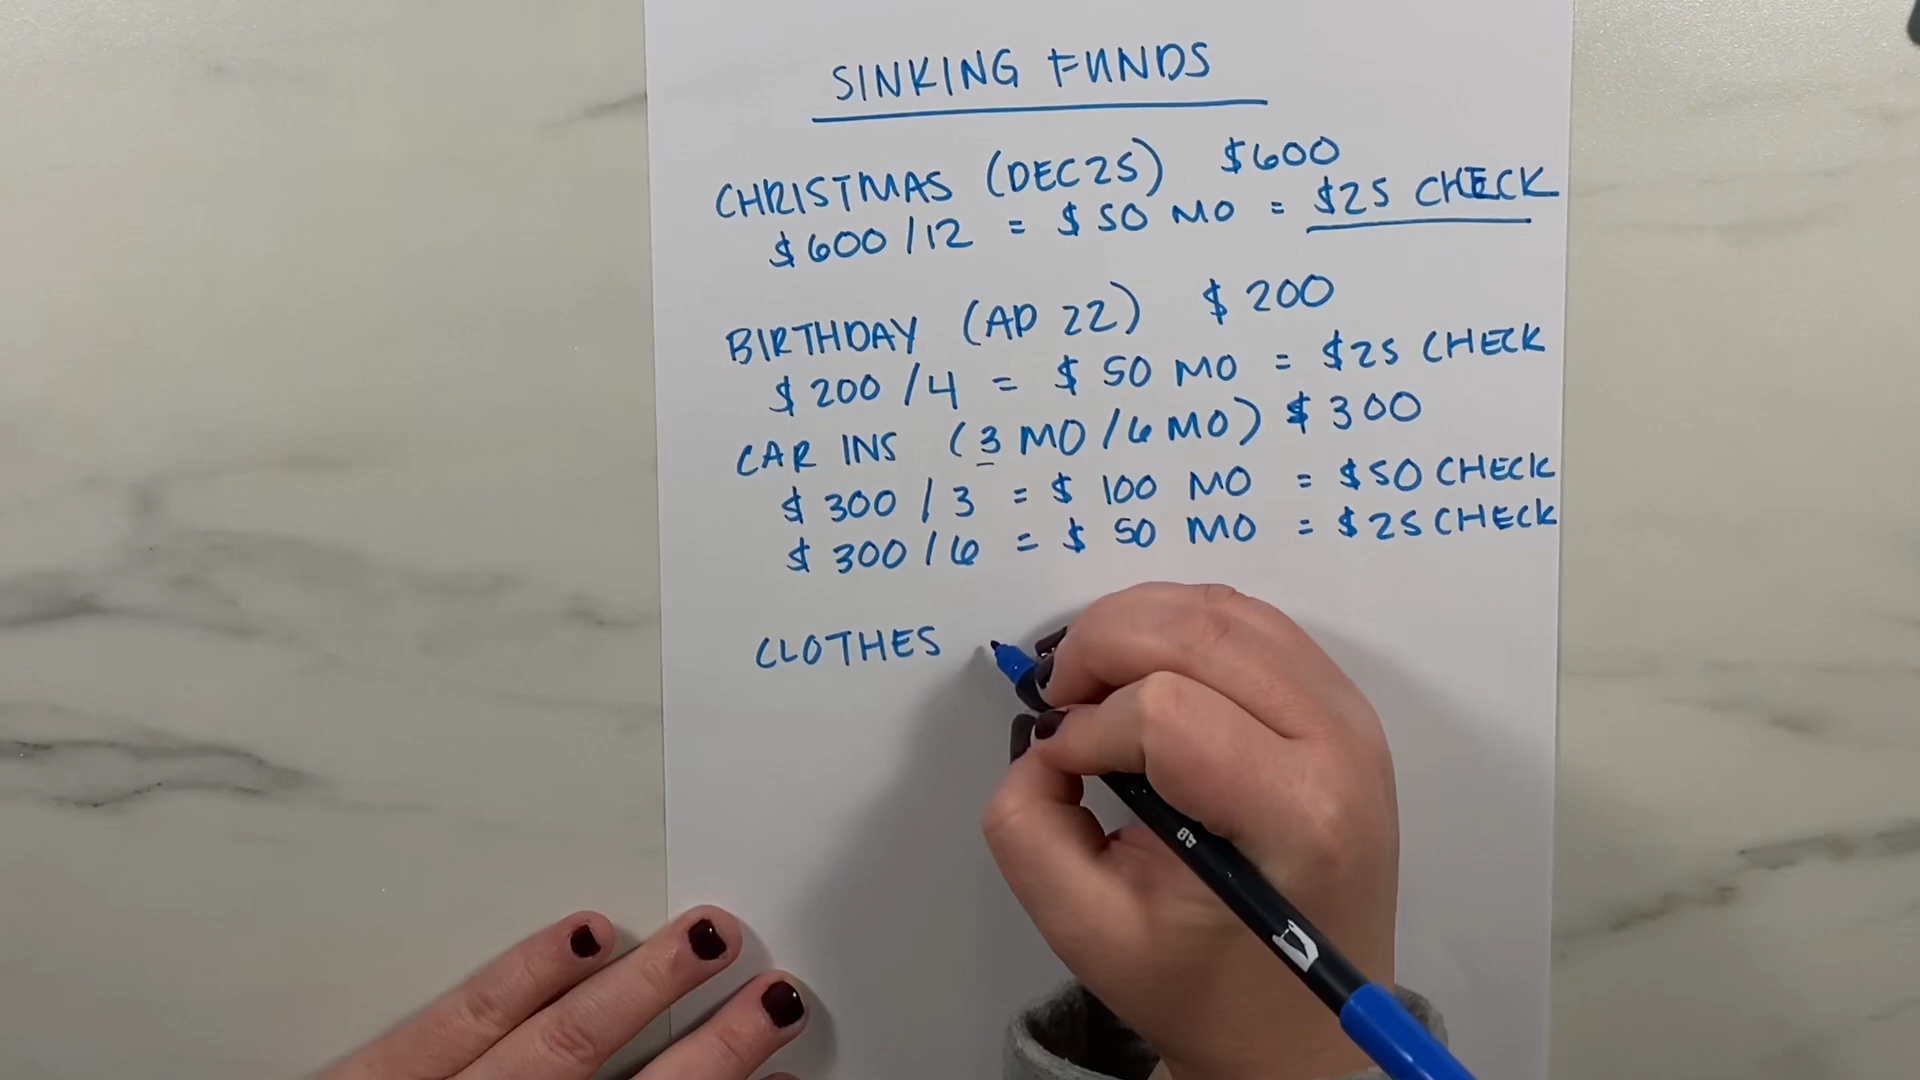 SINKING FUNDS
CHRISTMAS (DEC25) $600
$600/12 = $50 MO = $25 CHECK
BIRTHDAY (AP 22) $200
$200/4 = $50 MO = $25 CHECK
CAR INS (3 MO/6 MO) $300
$300/3 = $100 MO = $50 CHECK
$300/6 = $50 MO = $25 CHECK
CLOTHES
AB